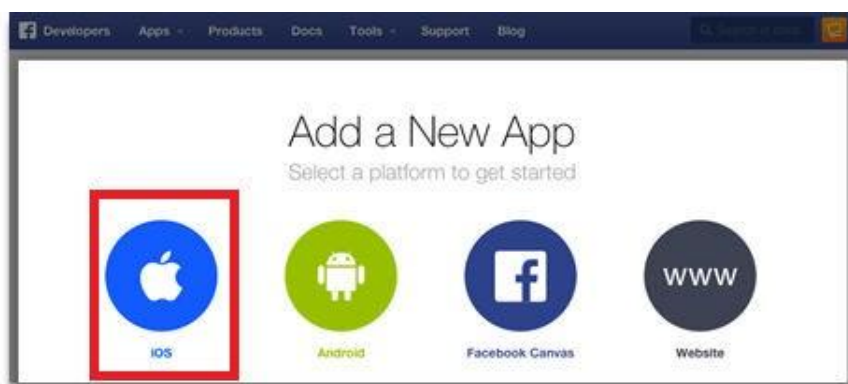 Developers Apps Products Docs Tools Support Blog
Add a New App
Select a platform to get started
www
iOS Android Facebook Canvas Website